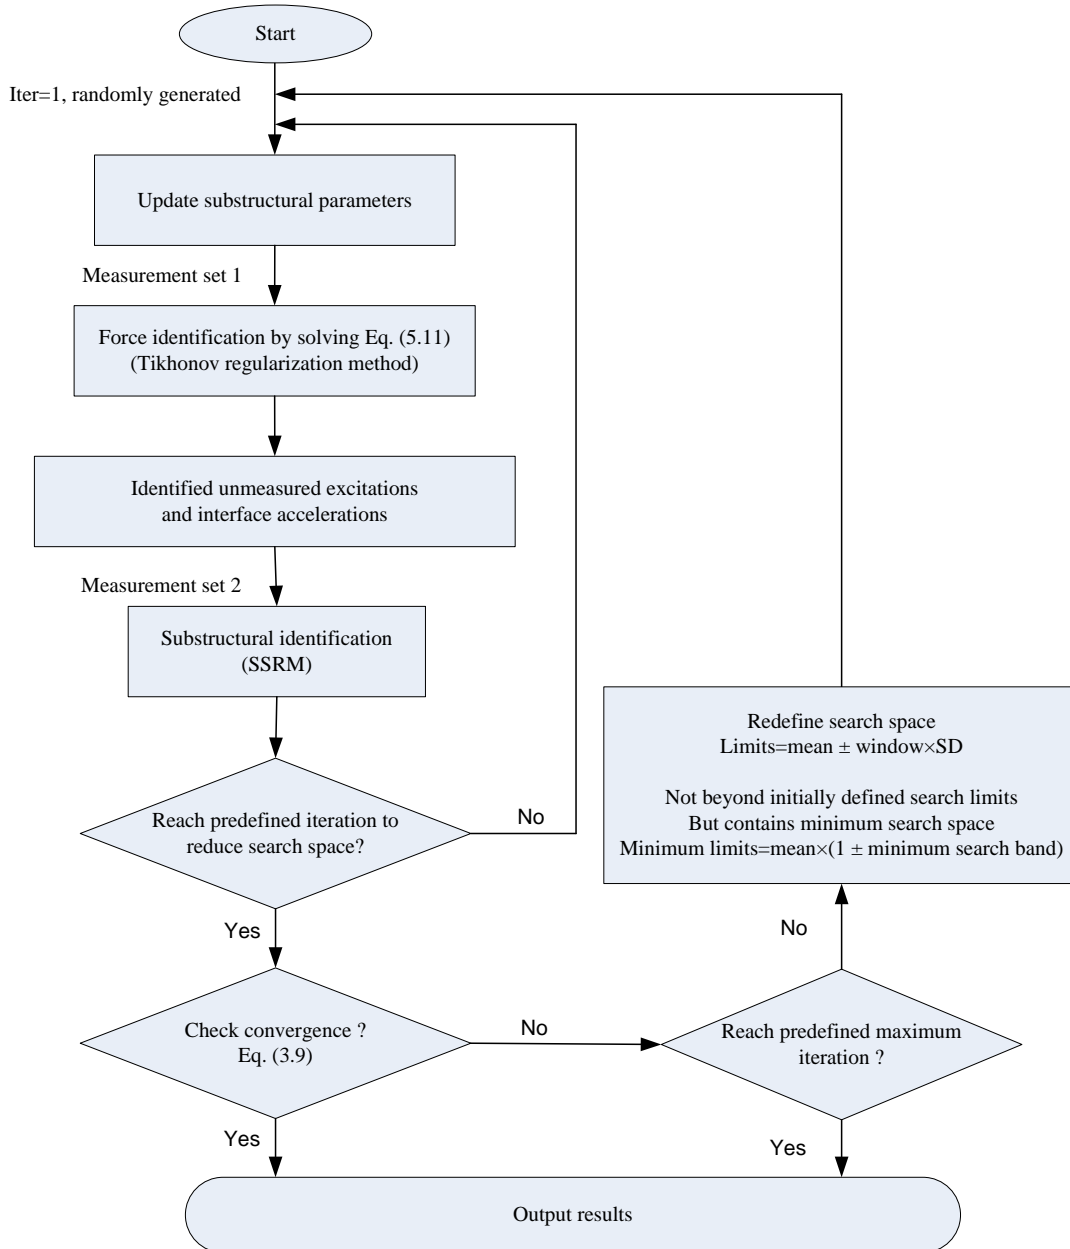 Start
Iter=1, randomly generated
Update substructural parameters
Measurement set 1
Force identification by solving Eq. (5.11)
(Tikhonov regularization method)
Identified unmeasured excitations
and interface accelerations
Measurement set 2
Substructural identification
(SSRM)
Redefine search space
Limits=mean ± window×SD
Not beyond initially defined search limits
But contains minimum search space
Minimum limits=mean×(1 ± minimum search band)
Reach predefined iteration to
reduce search space?
No
Yes
No
Check convergence ?
Eq. (3.9)
No
Reach predefined maximum
iteration ?
Yes
Yes
Output results